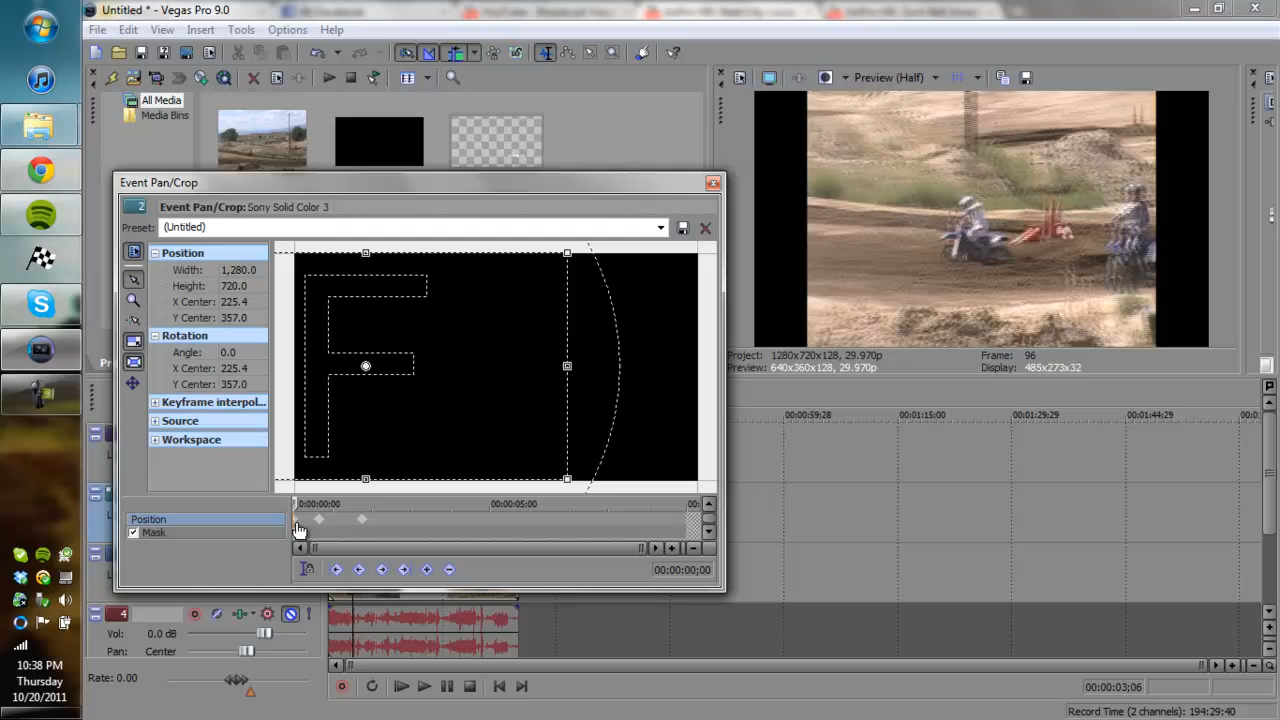 Untitled * - Vegas Pro 9.0
File Edit View Insert Tools Options Help
All Media
Media Bins
Preview (Half)
Event Pan/Crop
2 Event Pan/Crop: Sony Solid Color 3
Preset: (Untitled)
Position
Width: 1,280.0
Height: 720.0
X Center: 225.4
Y Center: 357.0
Rotation
Angle: 0.0
X Center: 225.4
Y Center: 357.0
Keyframe interpol...
Source
Workspace
0:00:00:00 00:00:05:00 00:
Position
Mask
00:00:00;00
Project: 1280x720x128, 29.970p Frame: 96
Preview: 640x360x128, 29.970p Display: 485x273x32
00:00:59;28 00:01:15;00 00:01:29;29 00:01:44;29
4
Vol: 0.0 dB
Pan: Center
Rate: 0.00
00:00:03;06
Record Time (2 channels): 194:29:40
10:38 PM
Thursday
10/20/2011